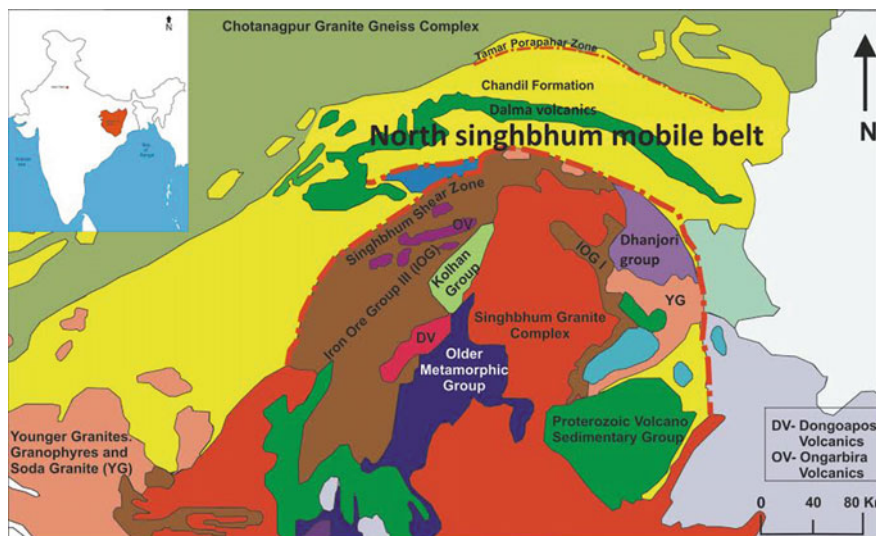 N
Chotanagpur Granite Gneiss Complex
Tamar Porapahar Zone
Chandil Formation
Dalma volcanics
North singhbhum mobile belt
N
Singhbhum Shear Zone
OV
Iron Ore Group III (IOG)
Kolhan
Group
IOG I
Dhanjori
group
YG
Singhbhum Granite
Complex
DV
Older
Metamorphic
Group
Proterozoic Volcano
Sedimentary Group
Younger Granites.
Granophyres and
Soda Granite (YG)
DV- Dongoapos
Volcanics
OV- Ongarbira
Volcanics
0 40 80 K